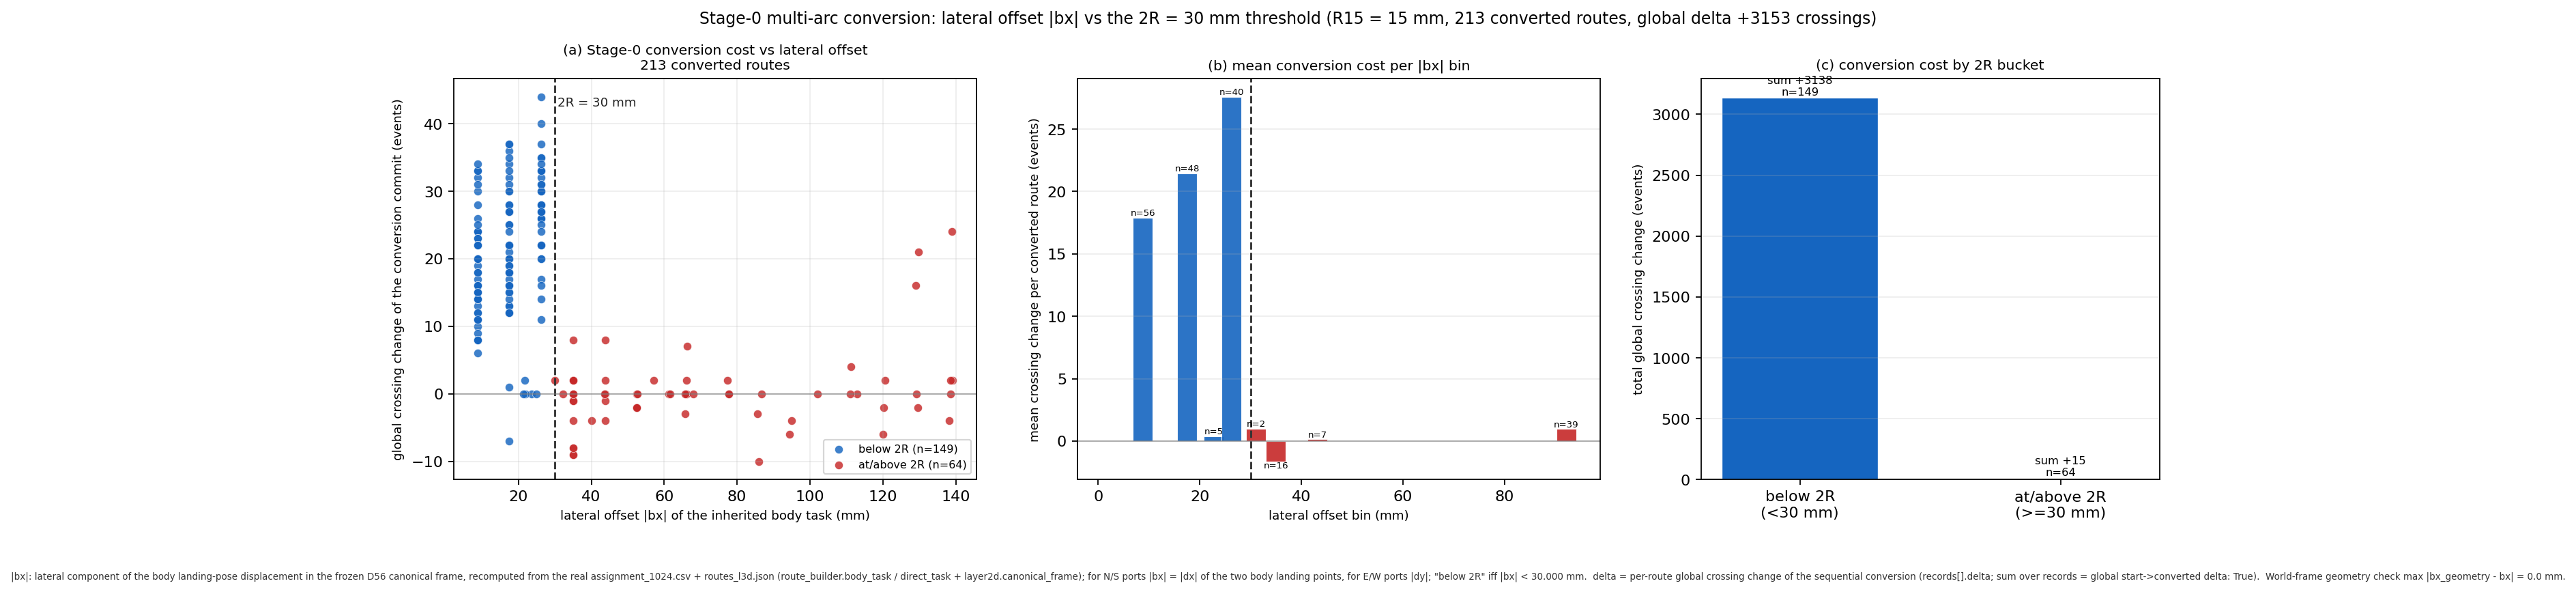 Stage-0 multi-arc conversion: lateral offset |bx| vs the 2R = 30 mm threshold (R15 = 15 mm, 213 converted routes, global delta +3153 crossings)
(a) Stage-0 conversion cost vs lateral offset
213 converted routes
global crossing change of the conversion commit (events)
40
30
20
10
0
−10
2R = 30 mm
below 2R (n=149)
at/above 2R (n=64)
20 40 60 80 100 120 140
lateral offset |bx| of the inherited body task (mm)
(b) mean conversion cost per |bx| bin
mean crossing change per converted route (events)
25
20
15
10
5
0
n=56
n=48
n=5
n=40
n=2
n=16
n=7
n=39
0 20 40 60 80
lateral offset bin (mm)
(c) conversion cost by 2R bucket
total global crossing change (events)
3000
2500
2000
1500
1000
500
0
sum +3138
n=149
sum +15
n=64
below 2R
(<30 mm)
at/above 2R
(>=30 mm)
|bx|: lateral component of the body landing-pose displacement in the frozen D56 canonical frame, recomputed from the real assignment_1024.csv + routes_l3d.json (route_builder.body_task / direct_task + layer2d.canonical_frame); for N/S ports |bx| = |dx| of the two body landing points, for E/W ports |dy|; "below 2R" iff |bx| < 30.000 mm.  delta = per-route global crossing change of the sequential conversion (records[].delta; sum over records = global start->converted delta: True).  World-frame geometry check max |bx_geometry - bx| = 0.0 mm.